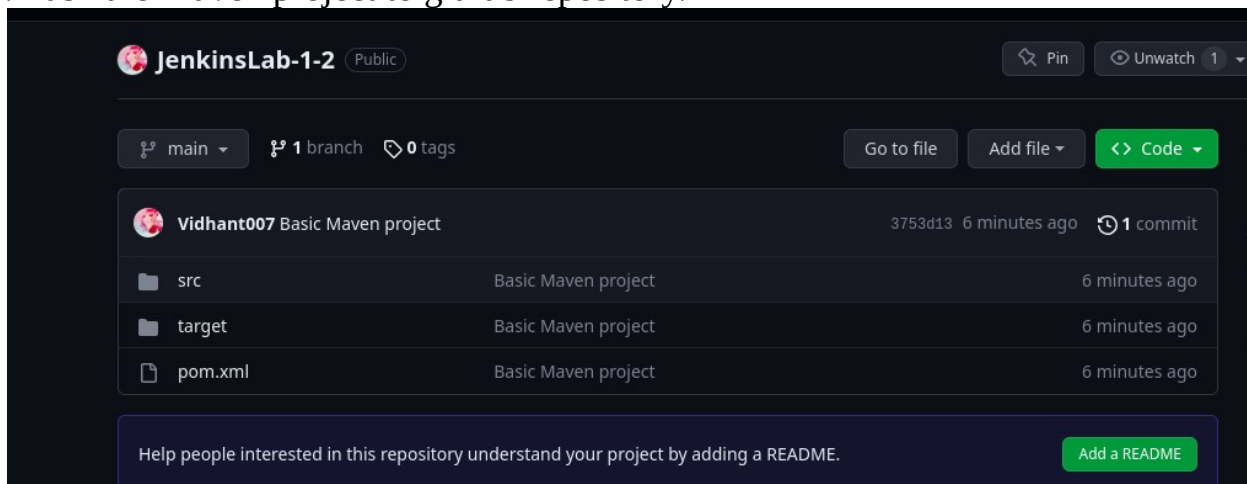 JenkinsLab-1-2 Public Pin Unwatch 1
main 1 branch 0 tags Go to file Add file Code
Vidhant007 Basic Maven project 3753d13 6 minutes ago 1 commit
src Basic Maven project 6 minutes ago
target Basic Maven project 6 minutes ago
pom.xml Basic Maven project 6 minutes ago
Help people interested in this repository understand your project by adding a README. Add a README